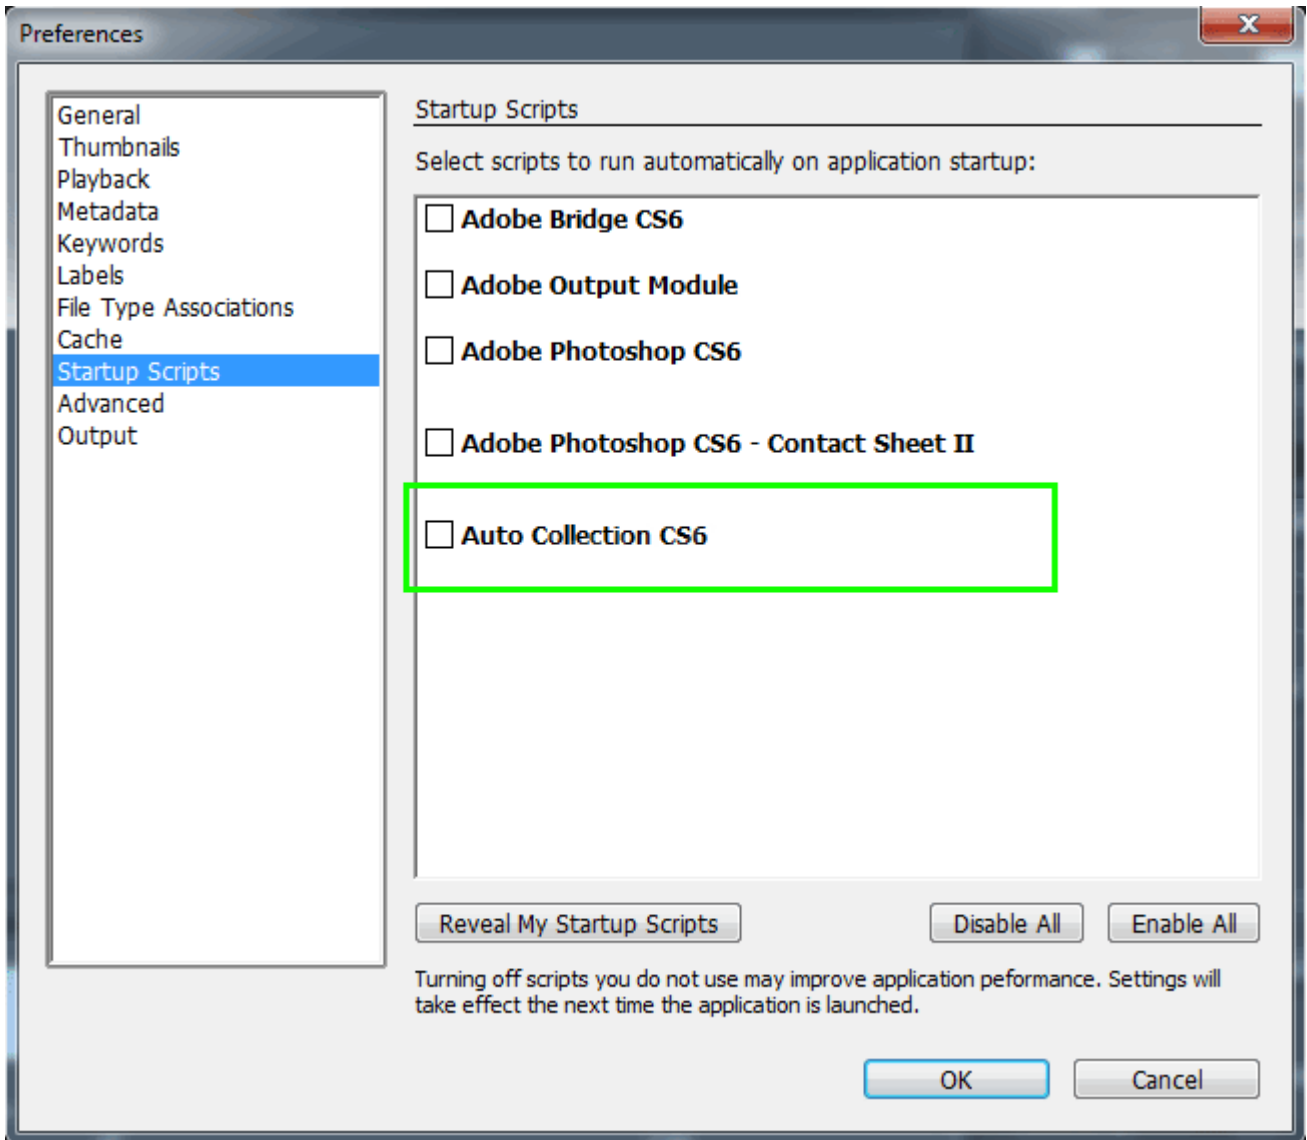 Preferences
General
Thumbnails
Playback
Metadata
Keywords
Labels
File Type Associations
Cache
Startup Scripts
Advanced
Output
Startup Scripts
Select scripts to run automatically on application startup:
Adobe Bridge CS6
Adobe Output Module
Adobe Photoshop CS6
Adobe Photoshop CS6 - Contact Sheet II
Auto Collection CS6
Reveal My Startup Scripts
Disable All
Enable All
Turning off scripts you do not use may improve application peformance. Settings will
take effect the next time the application is launched.
OK
Cancel